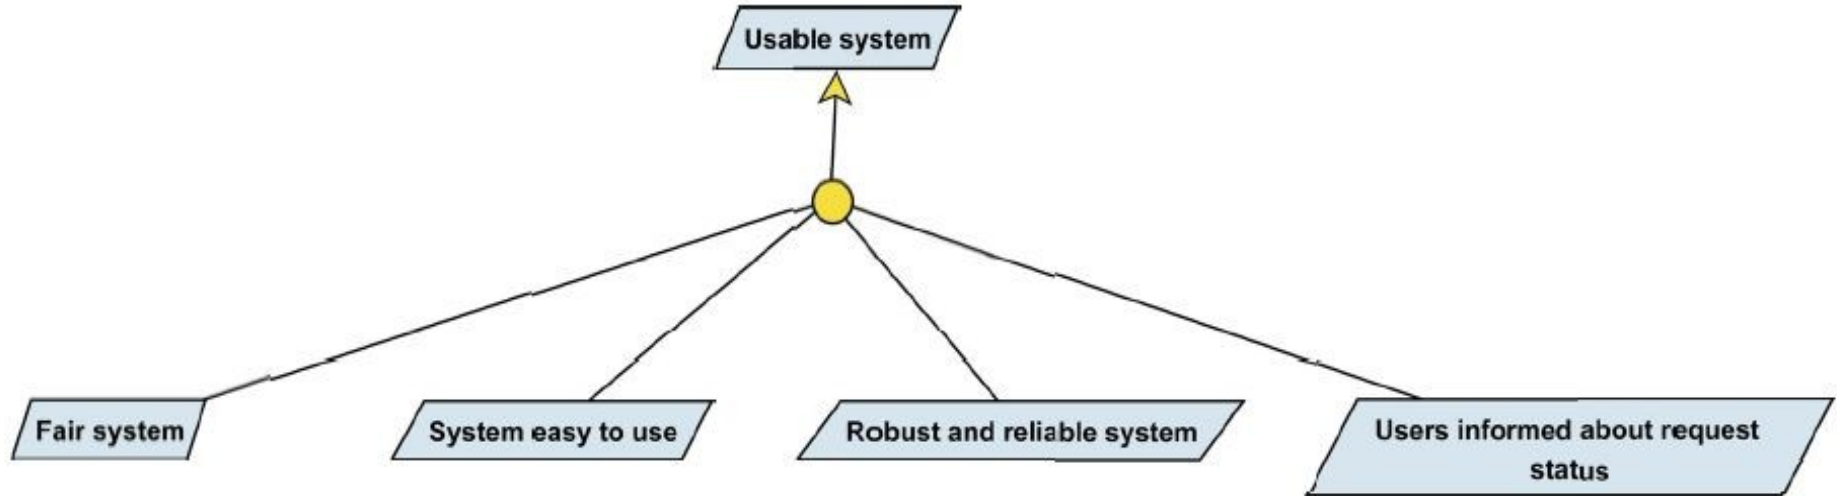 Usable system
Fair system
System easy to use
Robust and reliable system
Users informed about request
status